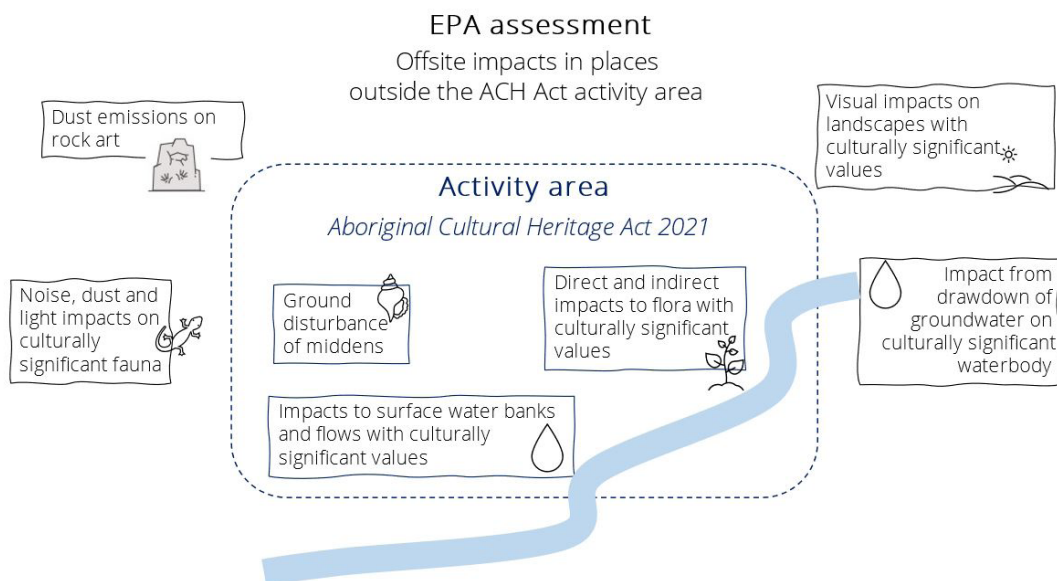 EPA assessment
Offsite impacts in places
outside the ACH Act activity area
Dust emissions on
rock art
Visual impacts on
landscapes with
culturally significant
values
Activity area
Aboriginal Cultural Heritage Act 2021
Noise, dust and
light impacts on
culturally
significant fauna
Ground
disturbance
of middens
Direct and indirect
impacts to flora with
culturally significant
values
Impact from
drawdown of
groundwater on
culturally significant
waterbody
Impacts to surface water banks
and flows with culturally
significant values